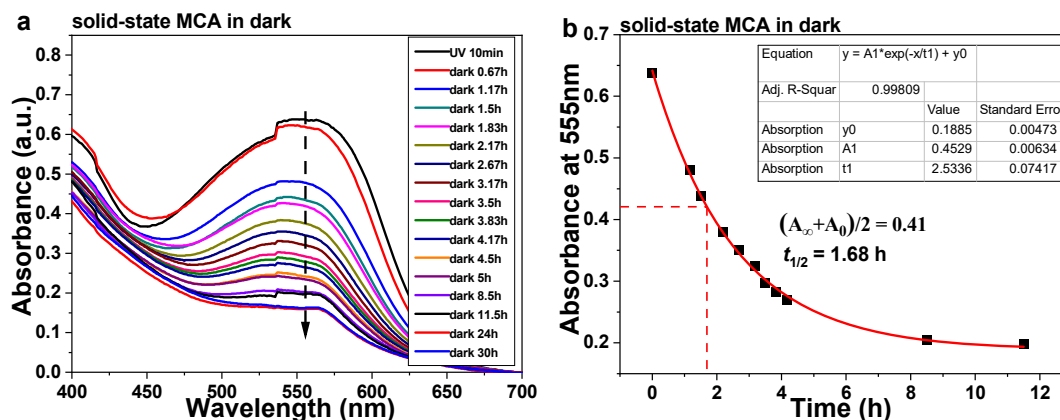 a
solid-state MCA in dark
Absorbance (a.u.)
0.8
0.7
0.6
0.5
0.4
0.3
0.2
0.1
0.0
400
450
500
550
600
650
700
Wavelength (nm)
UV 10min
dark 0.67h
dark 1.17h
dark 1.5h
dark 1.83h
dark 2.17h
dark 2.67h
dark 3.17h
dark 3.5h
dark 3.83h
dark 4.17h
dark 4.5h
dark 5h
dark 8.5h
dark 11.5h
dark 24h
dark 30h
b
solid-state MCA in dark
Absorbance at 555nm
0.7
0.6
0.5
0.4
0.3
0.2
0
2
4
6
8
10
12
Time (h)
Equation y = A1*exp(-x/t1) + y0
Adj. R-Squar 0.99809
Value Standard Erro
Absorption y0 0.1885 0.00473
Absorption A1 0.4529 0.00634
Absorption t1 2.5336 0.07417
(A∞+A0)/2 = 0.41
t1/2 = 1.68 h